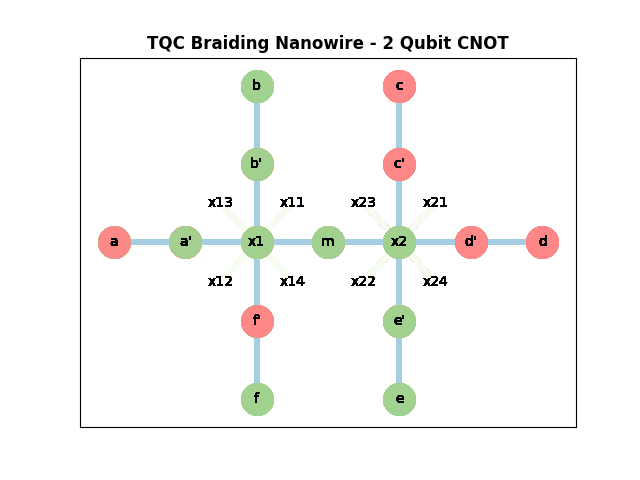 TQC Braiding Nanowire - 2 Qubit CNOT
b c
b' c'
x13 x11 x23 x21
a a' x1 m x2 d' d
x12 x14 x22 x24
f' e'
f e